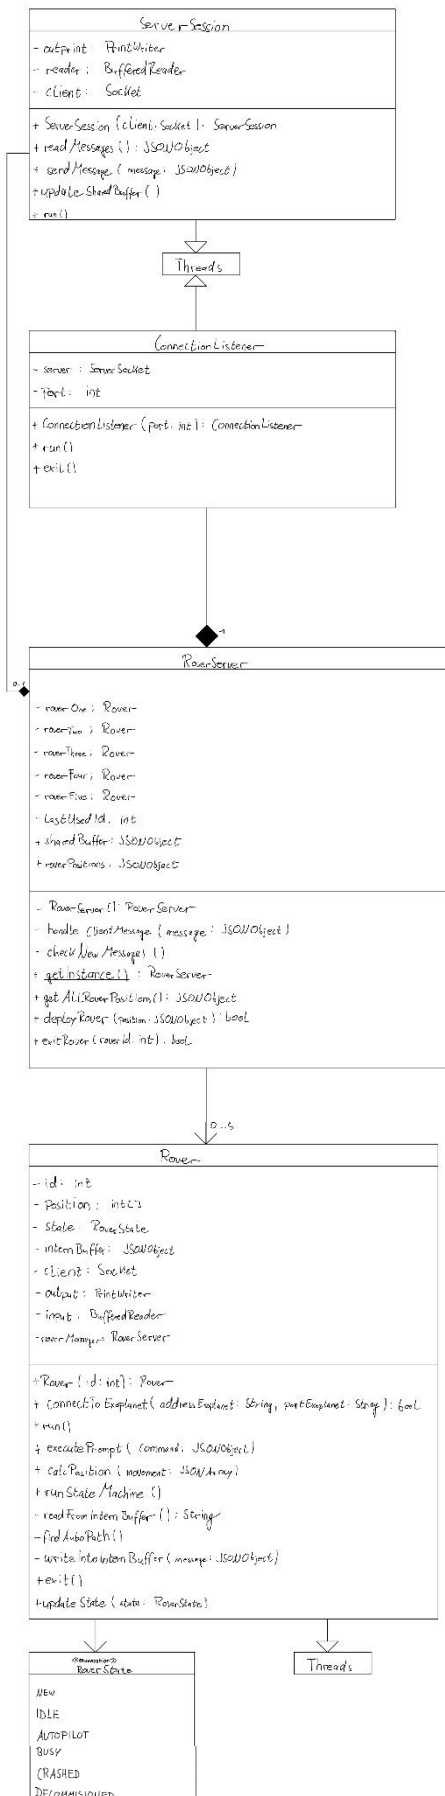 ServerSession
- outprint: PrintWriter
- reader: BufferedReader
- client: Socket
+ ServerSession(client: Socket): ServerSession
+ readMessages(): JSONObject
+ sendMessage(message: JSONObject)
+ updateSharedBuffer()
+ run()
Threads
ConnectionListener
- server: ServerSocket
- Port: int
+ ConnectionListener(port: int): ConnectionListener
+ run()
+ exit()
1
RoverServer
- roverOne: Rover
- roverTwo: Rover
- roverThree: Rover
- roverFour: Rover
- roverFive: Rover
- LastUsedId: int
+ sharedBuffer: JSONObject
+ roverPositions: JSONObject
- RoverServer(): RoverServer
- handle ClientMessage(message: JSONObject)
- checkNewMessages()
+ getInstance(): RoverServer
+ getAllRoverPositions(): JSONObject
+ deployRover(position: JSONObject): bool
+ exitRover(roverid: int): bool
0..5
Rover
- id: int
- Position: int[]
- state: RoverState
- internBuffer: JSONObject
- client: Socket
- output: PrintWriter
- input: BufferedReader
- roverManager: RoverServer
+ Rover(id: int): Rover
+ connectToExoplanet(addressExoplanet: String, portExoplanet: String): bool
+ run()
+ executePrompt(command: JSONObject)
+ calcPosition(movement: JSONArray)
+ runStateMachine()
- readFromInternBuffer(): String
- findAutoPath()
- writeIntoInternBuffer(message: JSONObject)
+ exit()
+ updateState(state: RoverState)
<<enumeration>>
RoverState
NEW
IDLE
AUTOPILOT
BUSY
CRASHED
DECOMMISIONED
Threads